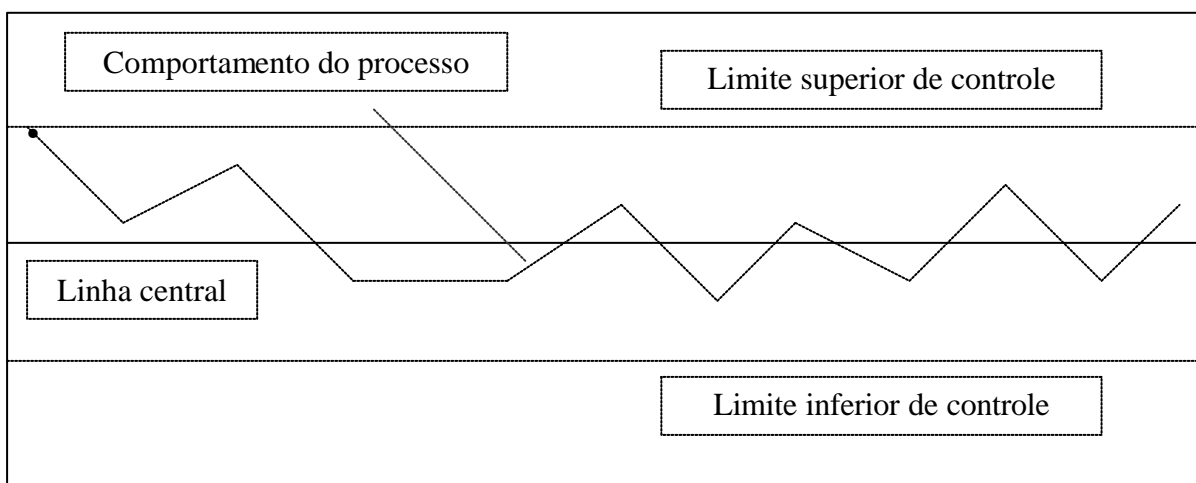 Comportamento do processo
Limite superior de controle
Linha central
Limite inferior de controle